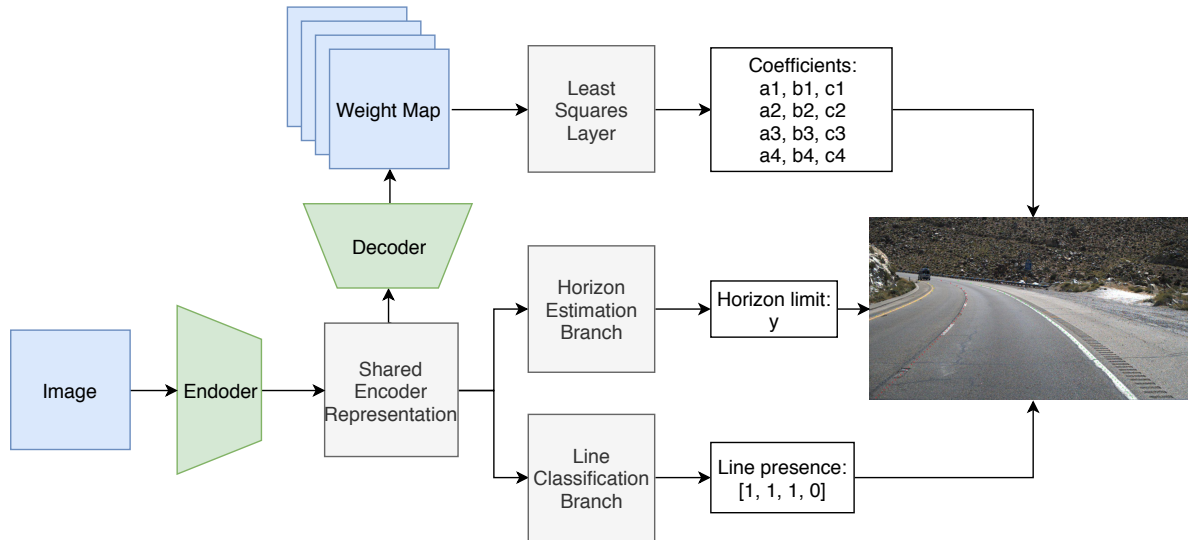 Weight Map
Least
Squares
Layer
Coefficients:
a1, b1, c1
a2, b2, c2
a3, b3, c3
a4, b4, c4
Decoder
Horizon
Estimation
Branch
Horizon limit:
y
Image
Endoder
Shared
Encoder
Representation
Line
Classification
Branch
Line presence:
[1, 1, 1, 0]